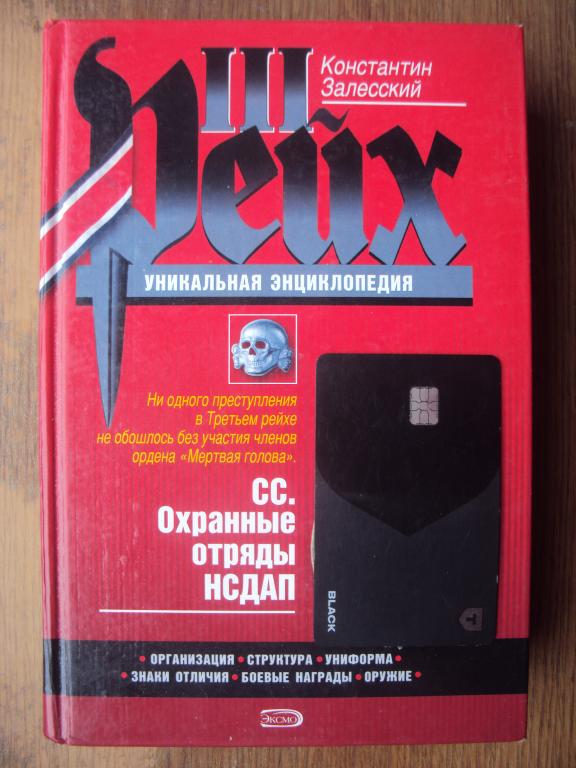 III
Рейх
Константин
Залесский
УНИКАЛЬНАЯ ЭНЦИКЛОПЕДИЯ
Ни одного преступления
в Третьем рейхе
не обошлось без участия членов
ордена «Мертвая голова».
СС.
Охранные
отряды
НСДАП
BLACK
T
• ОРГАНИЗАЦИЯ • СТРУКТУРА • УНИФОРМА •
• ЗНАКИ ОТЛИЧИЯ • БОЕВЫЕ НАГРАДЫ • ОРУЖИЕ •
ЭКСМО